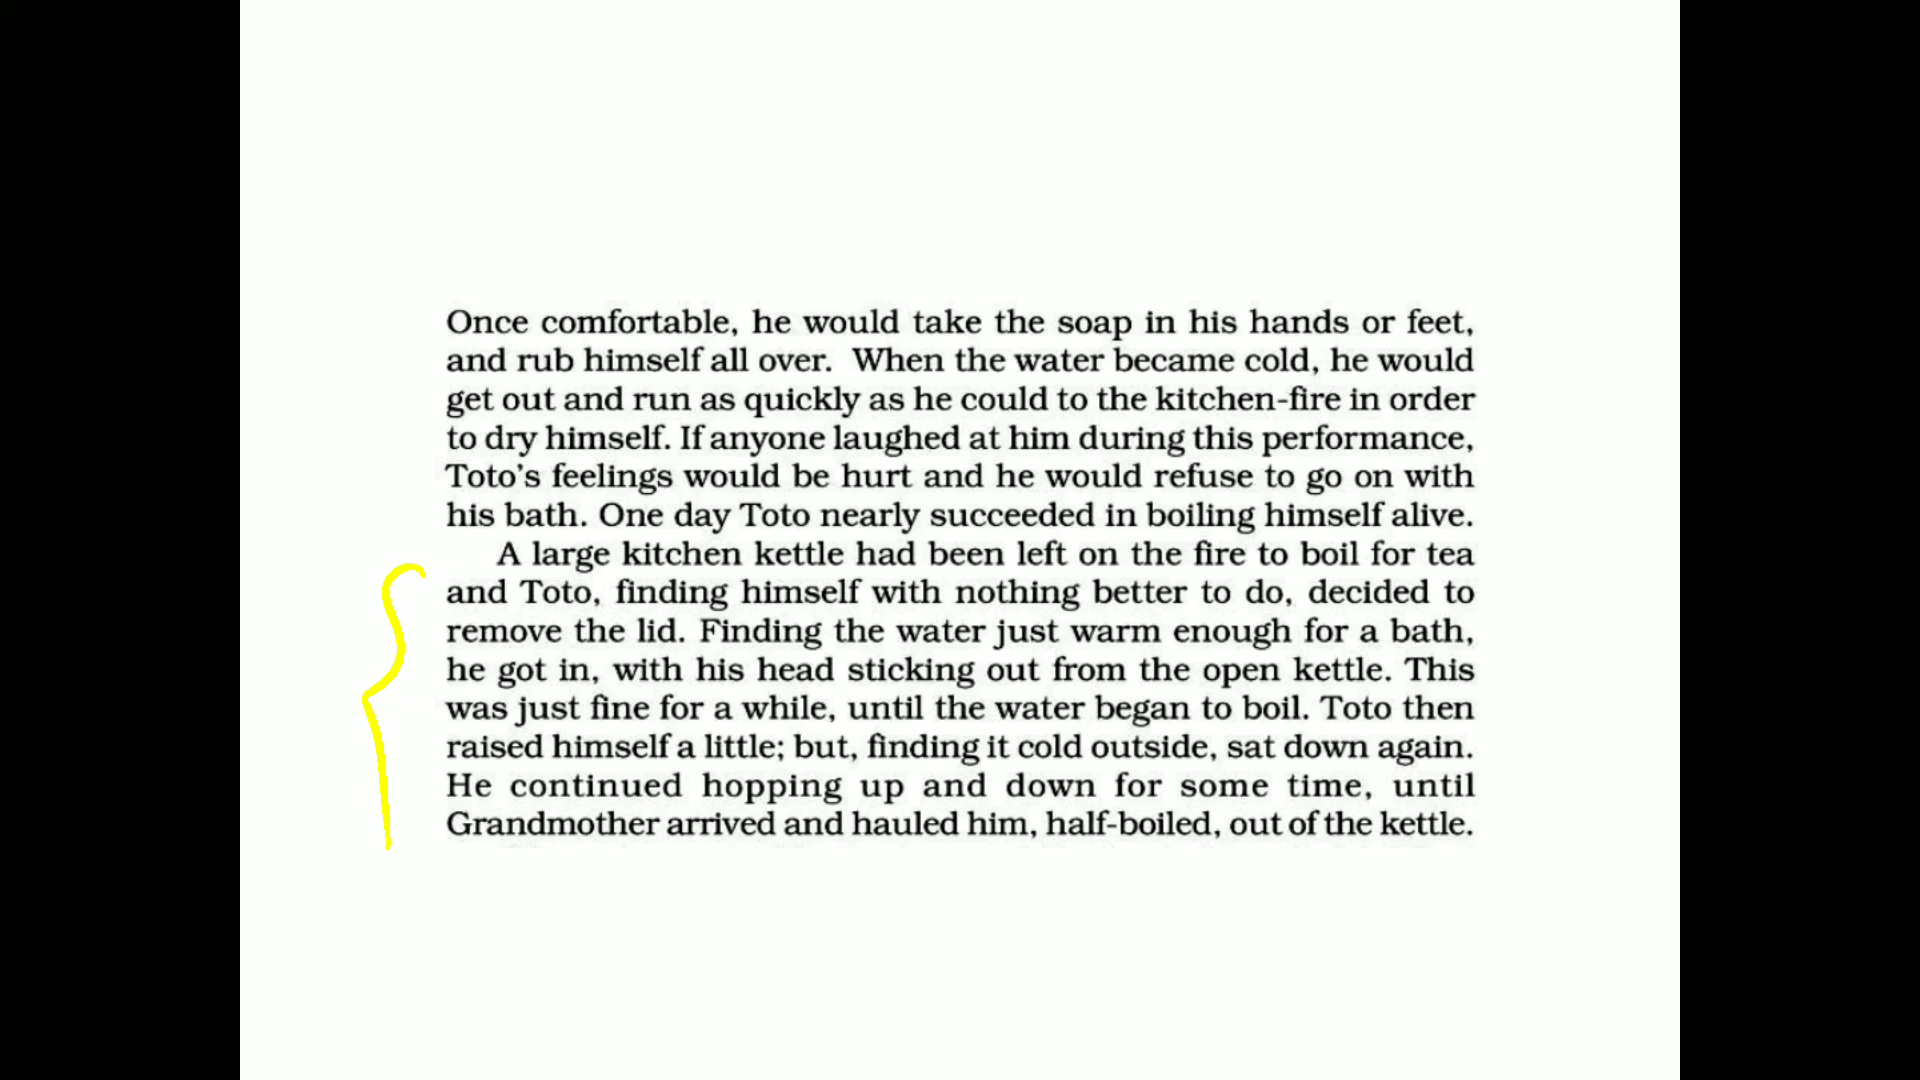 Once comfortable, he would take the soap in his hands or feet,
and rub himself all over. When the water became cold, he would
get out and run as quickly as he could to the kitchen-fire in order
to dry himself. If anyone laughed at him during this performance,
Toto’s feelings would be hurt and he would refuse to go on with
his bath. One day Toto nearly succeeded in boiling himself alive.
A large kitchen kettle had been left on the fire to boil for tea
and Toto, finding himself with nothing better to do, decided to
remove the lid. Finding the water just warm enough for a bath,
he got in, with his head sticking out from the open kettle. This
was just fine for a while, until the water began to boil. Toto then
raised himself a little; but, finding it cold outside, sat down again.
He continued hopping up and down for some time, until
Grandmother arrived and hauled him, half-boiled, out of the kettle.